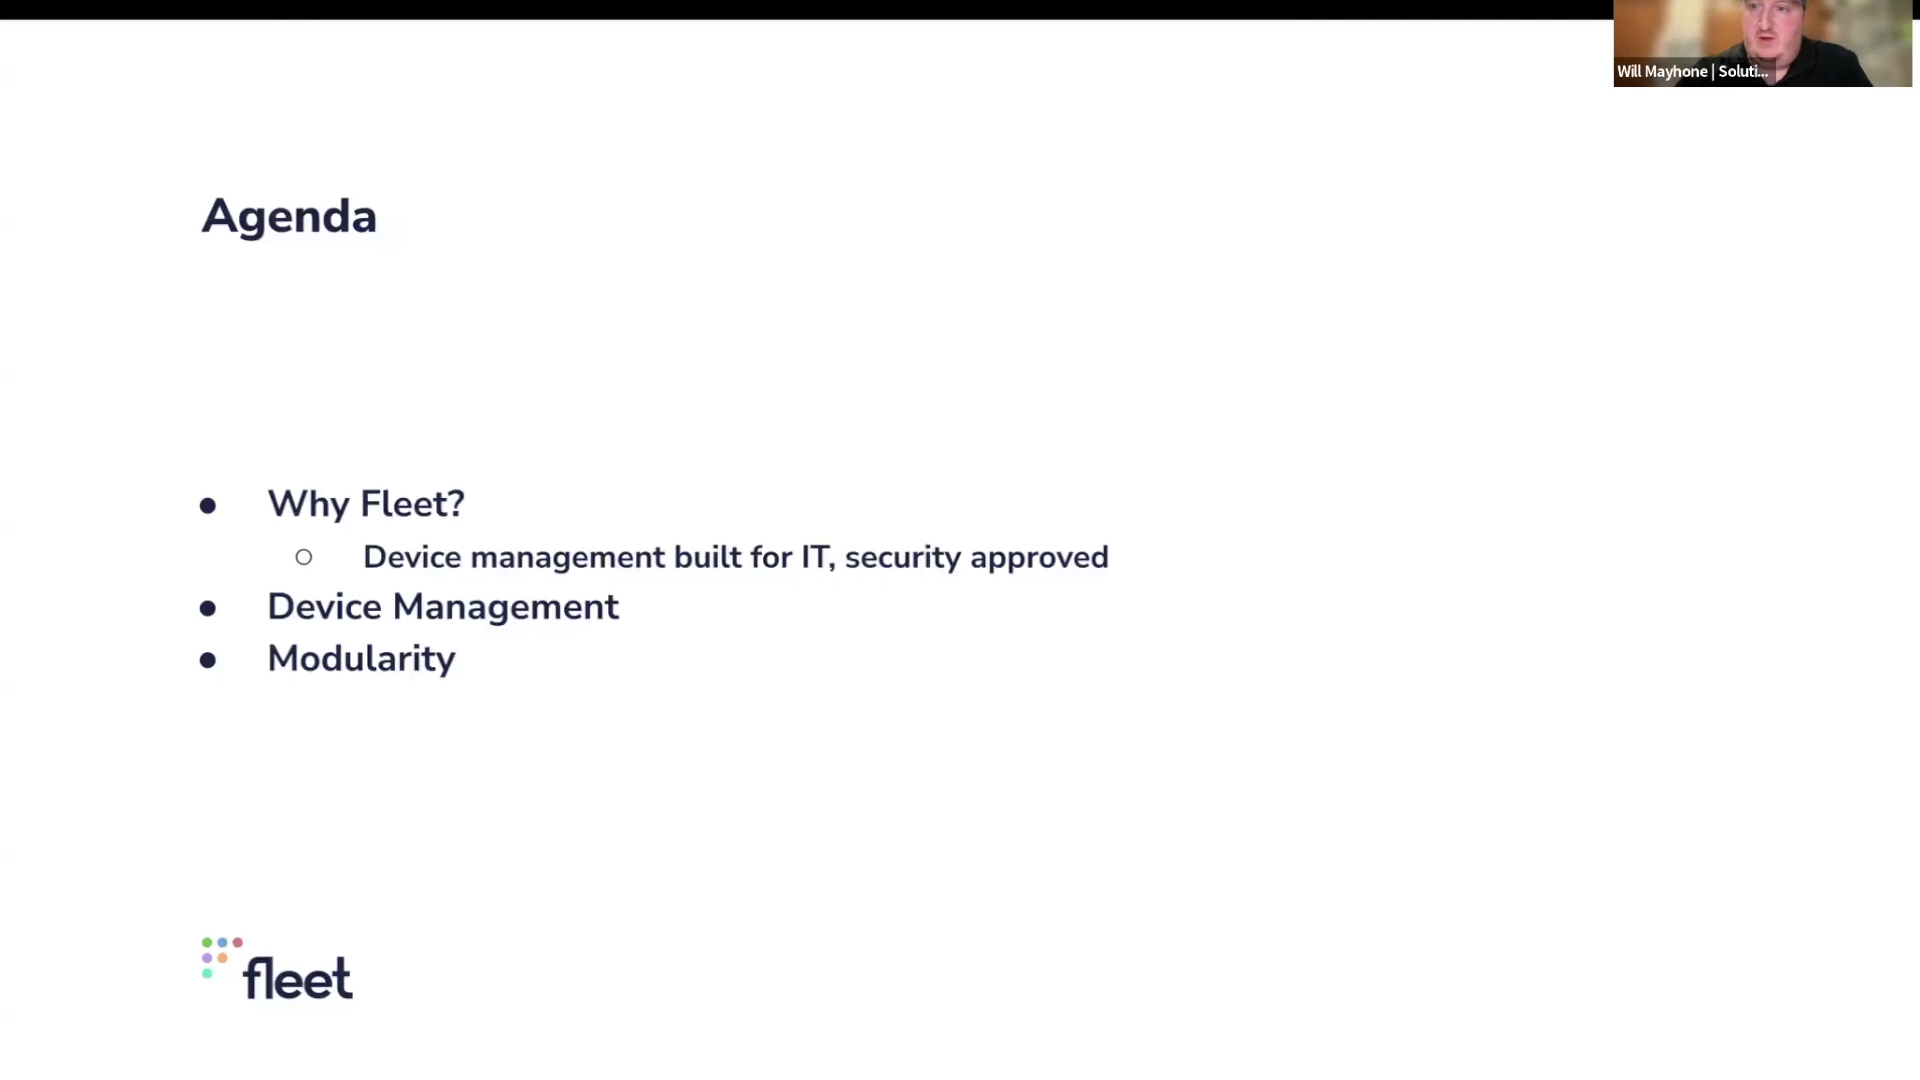 Will Mayhone | Soluti...
Agenda
● Why Fleet?
○ Device management built for IT, security approved
● Device Management
● Modularity
fleet